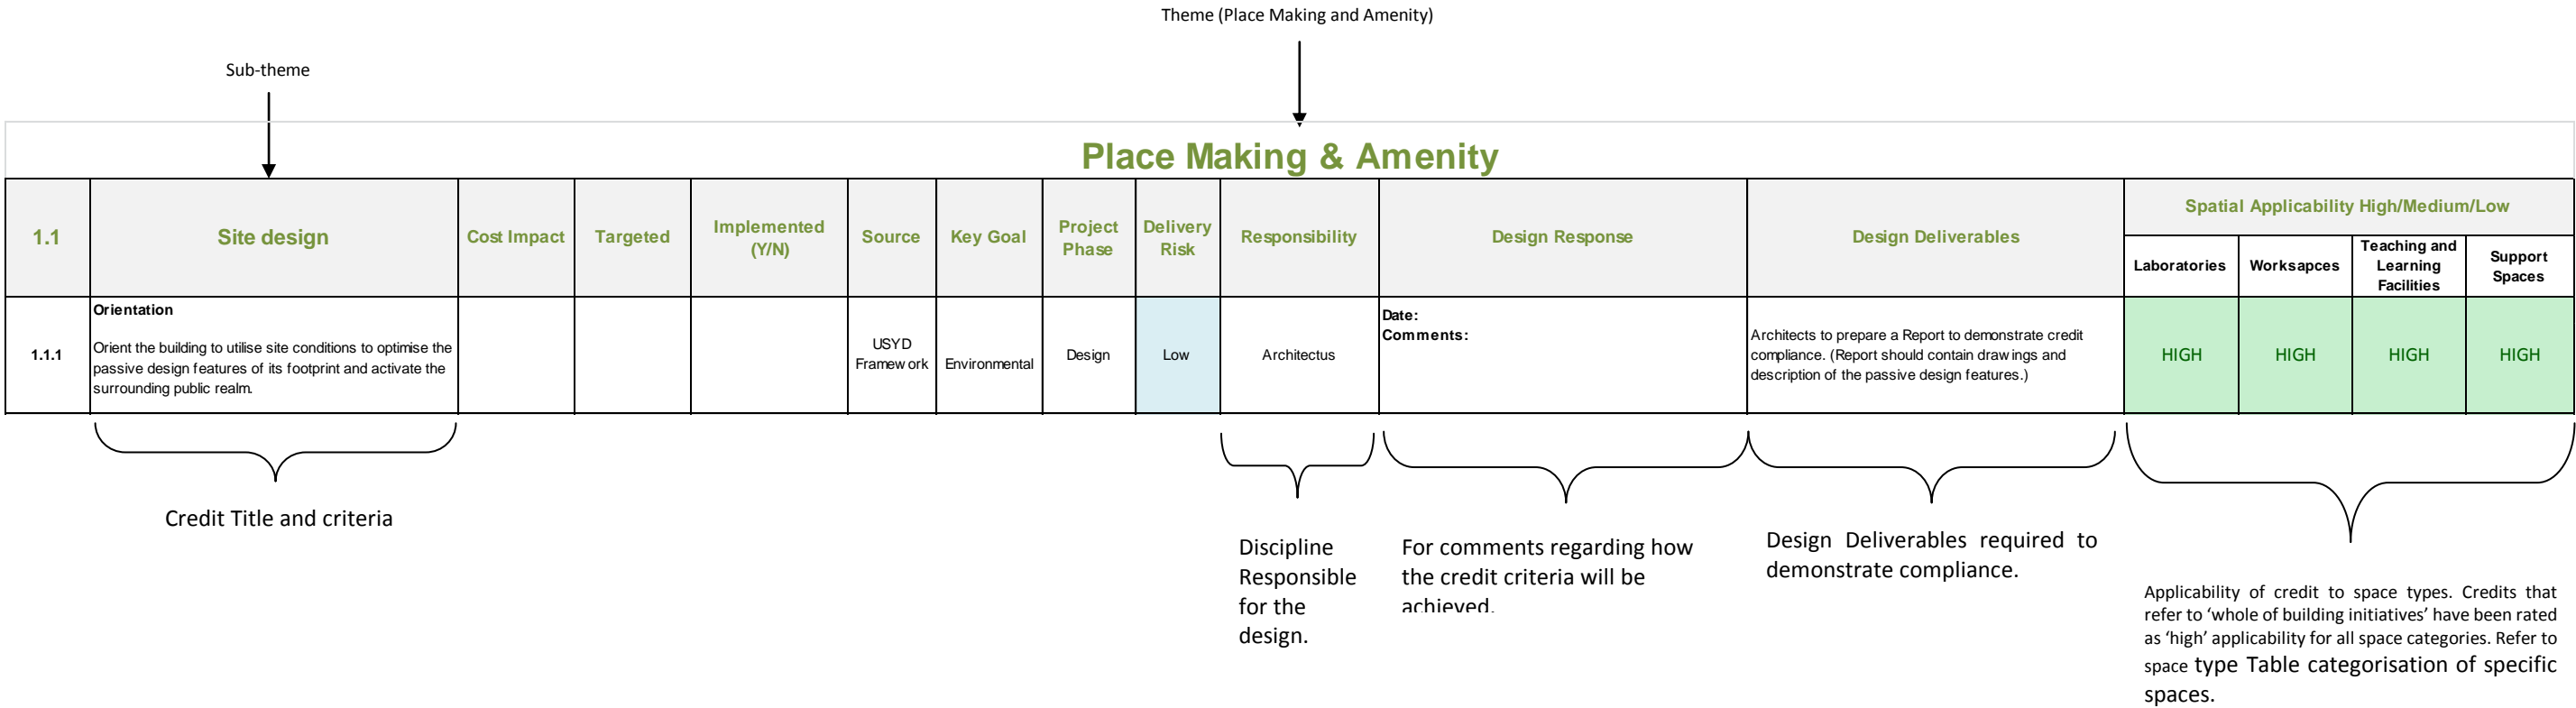 Theme (Place Making and Amenity)
Sub-theme
Place Making & Amenity
1.1
Site design
Cost Impact
Targeted
Implemented
(Y/N)
Source
Key Goal
Project
Phase
Delivery
Risk
Responsibility
Design Response
Design Deliverables
Spatial Applicability High/Medium/Low
Laboratories
Worksapces
Teaching and
Learning
Facilities
Support
Spaces
1.1.1
Orientation
Orient the building to utilise site conditions to optimise the
passive design features of its footprint and activate the
surrounding public realm.
USYD
Framework
Environmental
Design
Low
Architectus
Date:
Comments:
Architects to prepare a Report to demonstrate credit
compliance. (Report should contain drawings and
description of the passive design features.)
HIGH
HIGH
HIGH
HIGH
Credit Title and criteria
Discipline
Responsible
for the
design.
For comments regarding how
the credit criteria will be
achieved.
Design Deliverables required to
demonstrate compliance.
Applicability of credit to space types. Credits that
refer to ‘whole of building initiatives’ have been rated
as ‘high’ applicability for all space categories. Refer to
space type Table categorisation of specific
spaces.